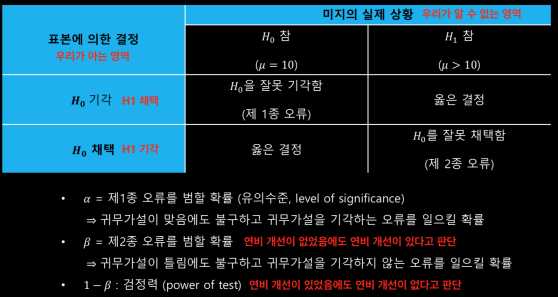 미지의 실제 상황 우리가 알 수 없는 영역
표본에 의한 결정
우리가 아는 영역
H₀ 참
(μ = 10)
H₁ 참
(μ > 10)
H₀ 기각 H1 채택
H₀을 잘못 기각함
(제 1종 오류)
옳은 결정
H₀ 채택 H1 기각
옳은 결정
H₀를 잘못 채택함
(제 2종 오류)
• α = 제1종 오류를 범할 확률 (유의수준, level of significance)
⇒ 귀무가설이 맞음에도 불구하고 귀무가설을 기각하는 오류를 일으킬 확률
• β = 제2종 오류를 범할 확률 연비 개선이 없었음에도 연비 개선이 있다고 판단
⇒ 귀무가설이 틀림에도 불구하고 귀무가설을 기각하지 않는 오류를 일으킬 확률
• 1 − β : 검정력 (power of test) 연비 개선이 있었음에도 연비 개선이 없다고 판단